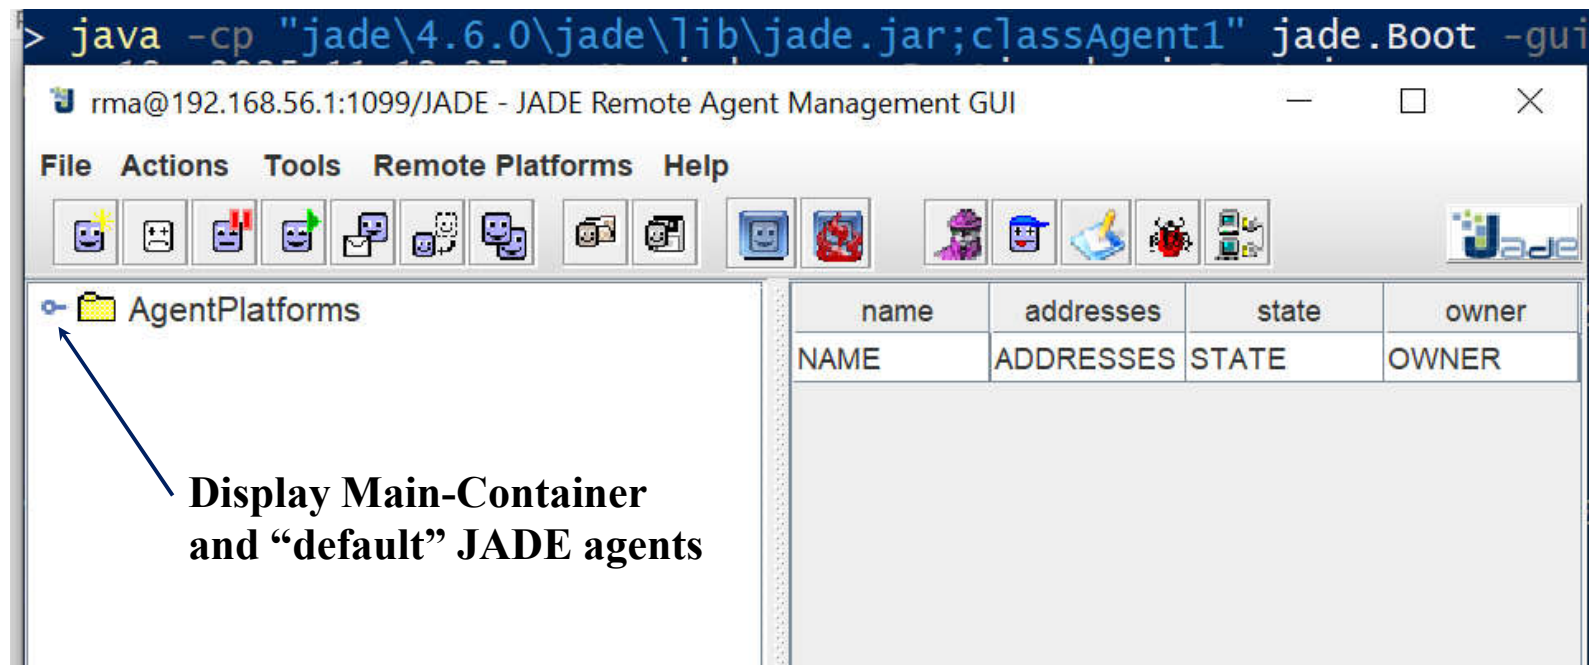 > java -cp "jade\4.6.0\jade\lib\jade.jar;classAgent1" jade.Boot -gui
rma@192.168.56.1:1099/JADE - JADE Remote Agent Management GUI
File Actions Tools Remote Platforms Help
Jade
AgentPlatforms
name addresses state owner
NAME ADDRESSES STATE OWNER
Display Main-Container
and “default” JADE agents